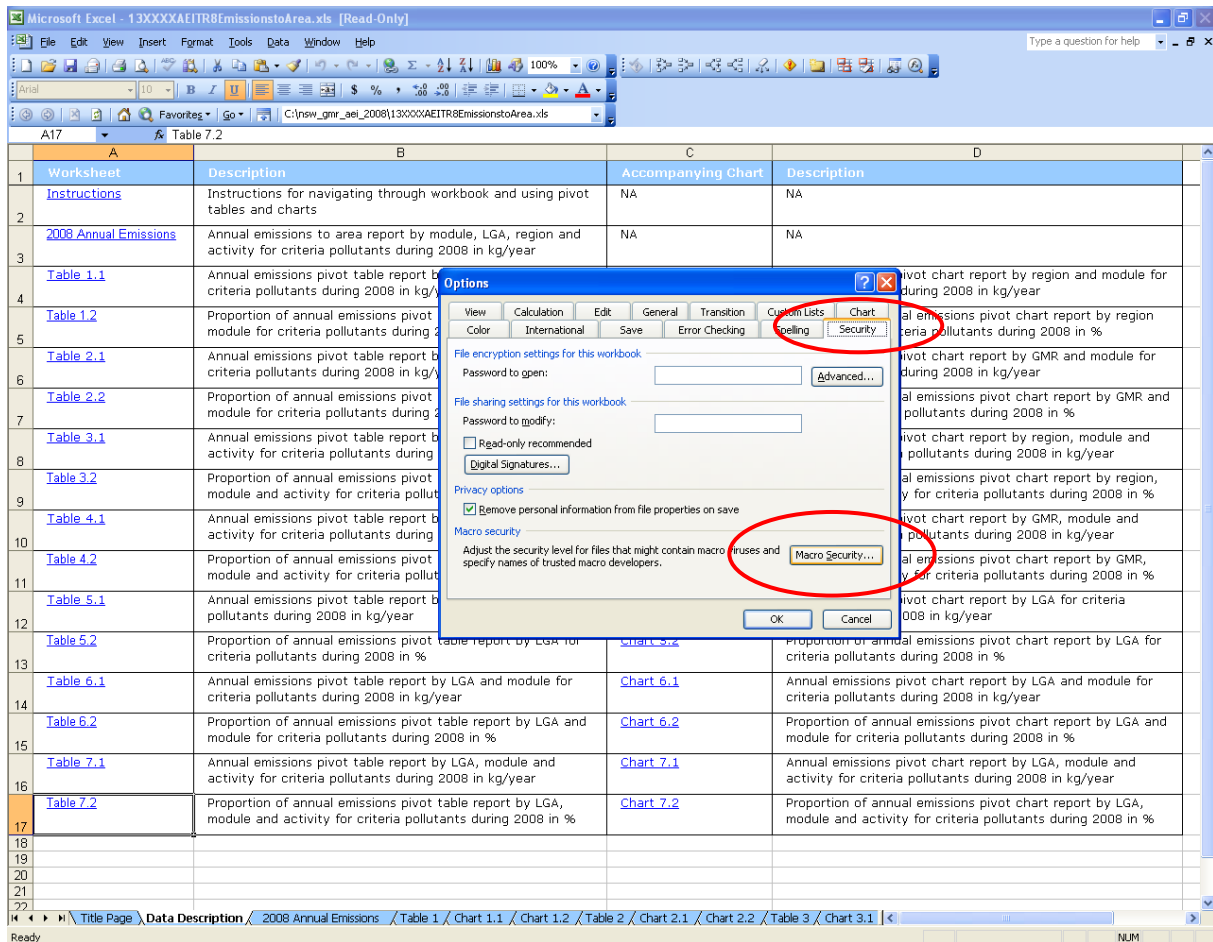 Microsoft Excel - 13XXXXAEITR8EmissionstoArea.xls [Read-Only]
File Edit View Insert Format Tools Data Window Help
Type a question for help
100%
Arial 10 B I U $ % ,
Favorites Go C:\nsw_gmr_aei_2008\13XXXXAEITR8EmissionstoArea.xls
A17 fx Table 7.2
A B C D
1 Worksheet Description Accompanying Chart Description
Instructions Instructions for navigating through workbook and using pivot NA NA
2 tables and charts
2008 Annual Emissions Annual emissions to area report by module, LGA, region and NA NA
3 activity for criteria pollutants during 2008 in kg/year
Table 1.1 Annual emissions pivot table report b ivot chart report by region and module for
4 criteria pollutants during 2008 in kg/y during 2008 in kg/year
Table 1.2 Proportion of annual emissions pivot al emissions pivot chart report by region
5 module for criteria pollutants during 2 eria pollutants during 2008 in %
Table 2.1 Annual emissions pivot table report b ivot chart report by GMR and module for
6 criteria pollutants during 2008 in kg/y during 2008 in kg/year
Table 2.2 Proportion of annual emissions pivot al emissions pivot chart report by GMR and
7 module for criteria pollutants during 2 pollutants during 2008 in %
Table 3.1 Annual emissions pivot table report b ivot chart report by region, module and
8 activity for criteria pollutants during pollutants during 2008 in kg/year
Table 3.2 Proportion of annual emissions pivot al emissions pivot chart report by region,
9 module and activity for criteria pollut y for criteria pollutants during 2008 in %
Table 4.1 Annual emissions pivot table report b ivot chart report by GMR, module and
10 activity for criteria pollutants during pollutants during 2008 in kg/year
Table 4.2 Proportion of annual emissions pivot al emissions pivot chart report by GMR,
11 module and activity for criteria pollut y for criteria pollutants during 2008 in %
Table 5.1 Annual emissions pivot table report b ivot chart report by LGA for criteria
12 pollutants during 2008 in kg/year 008 in kg/year
Table 5.2 Proportion of annual emissions pivot table report by LGA for Chart 5.2 Proportion of annual emissions pivot chart report by LGA for
13 criteria pollutants during 2008 in % criteria pollutants during 2008 in %
Table 6.1 Annual emissions pivot table report by LGA and module for Chart 6.1 Annual emissions pivot chart report by LGA and module for
14 criteria pollutants during 2008 in kg/year criteria pollutants during 2008 in kg/year
Table 6.2 Proportion of annual emissions pivot table report by LGA and Chart 6.2 Proportion of annual emissions pivot chart report by LGA and
15 module for criteria pollutants during 2008 in % module for criteria pollutants during 2008 in %
Table 7.1 Annual emissions pivot table report by LGA, module and Chart 7.1 Annual emissions pivot chart report by LGA, module and
16 activity for criteria pollutants during 2008 in kg/year activity for criteria pollutants during 2008 in kg/year
Table 7.2 Proportion of annual emissions pivot table report by LGA, Chart 7.2 Proportion of annual emissions pivot chart report by LGA,
17 module and activity for criteria pollutants during 2008 in % module and activity for criteria pollutants during 2008 in %
18
19
20
21
22
Options
View Calculation Edit General Transition Custom Lists Chart
Color International Save Error Checking Spelling Security
File encryption settings for this workbook
Password to open: Advanced...
File sharing settings for this workbook
Password to modify:
Read-only recommended
Digital Signatures...
Privacy options
Remove personal information from file properties on save
Macro security
Adjust the security level for files that might contain macro viruses and Macro Security...
specify names of trusted macro developers.
OK Cancel
Title Page Data Description 2008 Annual Emissions Table 1 Chart 1.1 Chart 1.2 Table 2 Chart 2.1 Chart 2.2 Table 3 Chart 3.1
Ready NUM